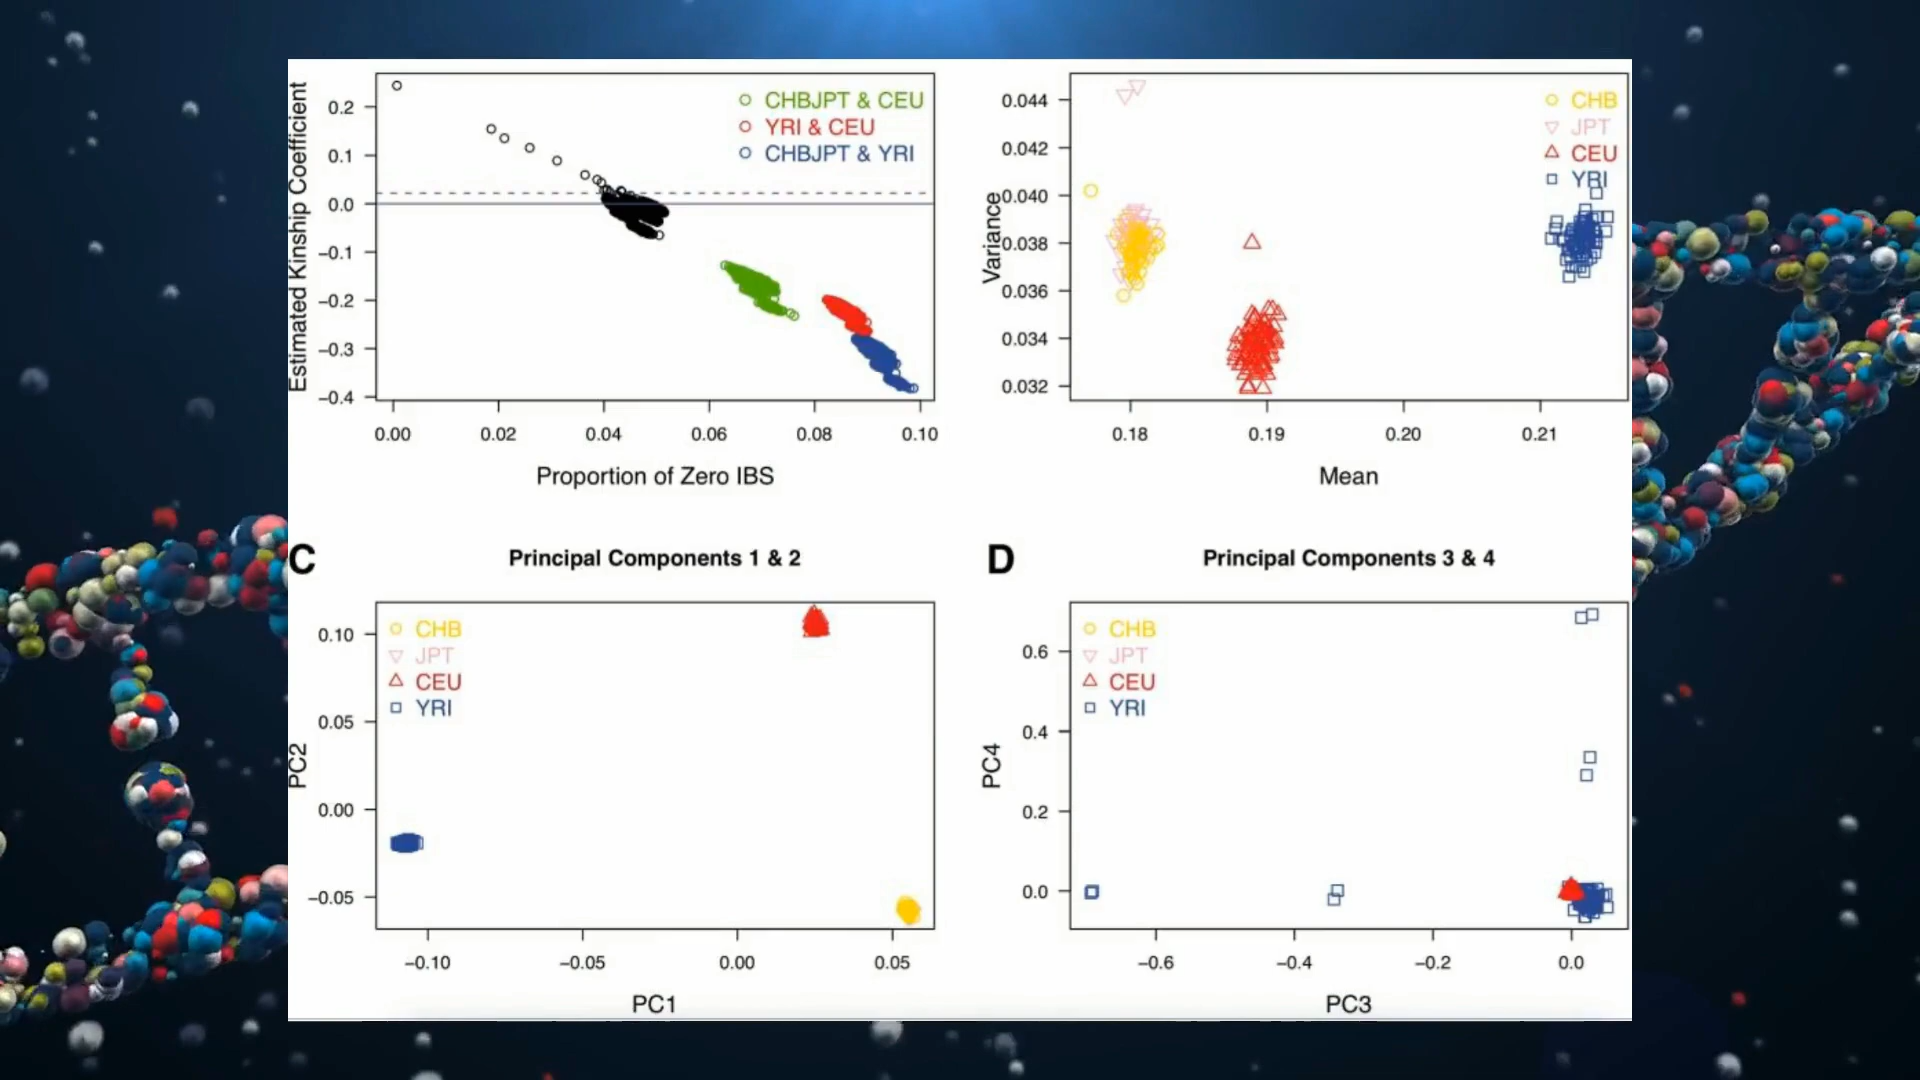 Estimated Kinship Coefficient
0.2
0.1
0.0
−0.1
−0.2
−0.3
−0.4
CHBJPT & CEU
YRI & CEU
CHBJPT & YRI
0.00 0.02 0.04 0.06 0.08 0.10
Proportion of Zero IBS
Variance
0.044
0.042
0.040
0.038
0.036
0.034
0.032
CHB
JPT
CEU
YRI
0.18 0.19 0.20 0.21
Mean
C
Principal Components 1 & 2
PC2
0.10
0.05
0.00
−0.05
CHB
JPT
CEU
YRI
−0.10 −0.05 0.00 0.05
PC1
D
Principal Components 3 & 4
PC4
0.6
0.4
0.2
0.0
CHB
JPT
CEU
YRI
−0.6 −0.4 −0.2 0.0
PC3